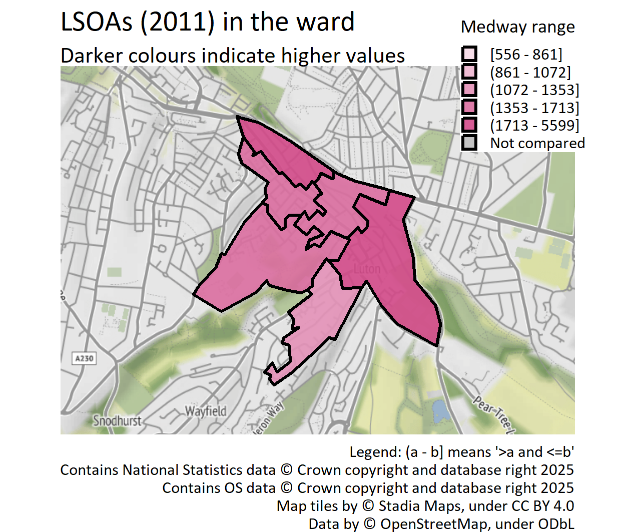 LSOAs (2011) in the ward
Darker colours indicate higher values
Medway range
[556 - 861]
(861 - 1072]
(1072 - 1353]
(1353 - 1713]
(1713 - 5599]
Not compared
Luton
A230
Wayfield
Snodhurst
Pear-Tree-L
Legend: (a - b] means '>a and <=b'
Contains National Statistics data © Crown copyright and database right 2025
Contains OS data © Crown copyright and database right 2025
Map tiles by © Stadia Maps, under CC BY 4.0
Data by © OpenStreetMap, under ODbL